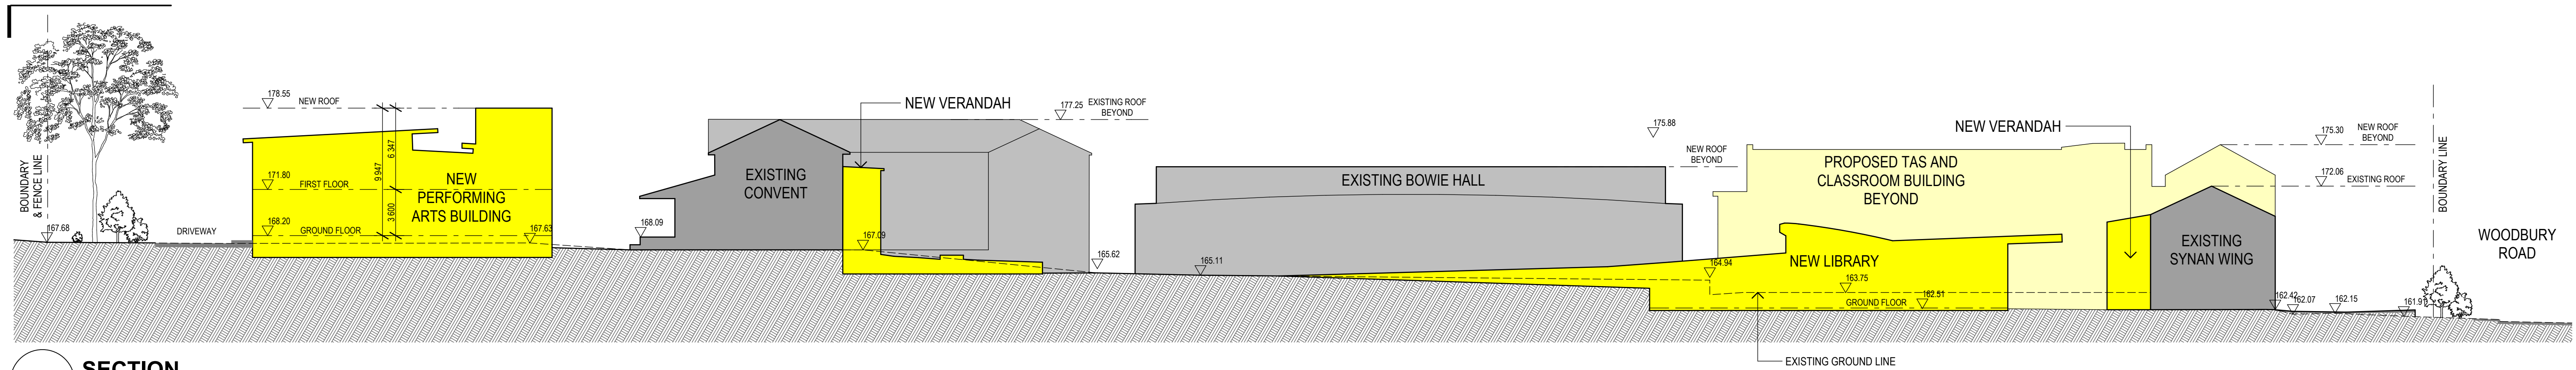 BOUNDARY
& FENCE LINE
167.68
DRIVEWAY
178.55
NEW ROOF
171.80
FIRST FLOOR
168.20
GROUND FLOOR
9 947
6 347
3 600
NEW
PERFORMING
ARTS BUILDING
167.63
168.09
EXISTING
CONVENT
NEW VERANDAH
167.09
177.25
EXISTING ROOF
BEYOND
165.62
165.11
EXISTING BOWIE HALL
175.88
NEW ROOF
BEYOND
164.94
NEW LIBRARY
163.75
GROUND FLOOR
162.51
EXISTING GROUND LINE
PROPOSED TAS AND
CLASSROOM BUILDING
BEYOND
NEW VERANDAH
EXISTING
SYNAN WING
175.30
NEW ROOF
BEYOND
172.06
EXISTING ROOF
162.42
162.07
162.15
161.91
BOUNDARY LINE
WOODBURY
ROAD
SECTION